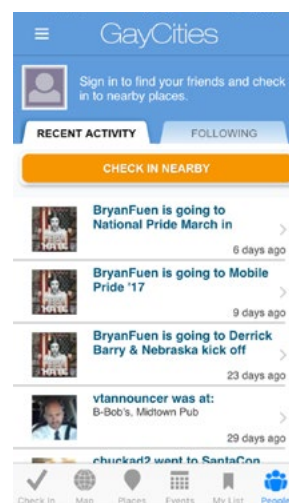 GayCities
Sign in to find your friends and check
in to nearby places.
RECENT ACTIVITY
FOLLOWING
CHECK IN NEARBY
BryanFuen is going to
National Pride March in
6 days ago
BryanFuen is going to Mobile
Pride '17
9 days ago
BryanFuen is going to Derrick
Barry & Nebraska kick off
23 days ago
vtannouncer was at:
B-Bob's, Midtown Pub
29 days ago
chuckad2 went to SantaCon
Check In
Map
Places
Events
My List
People